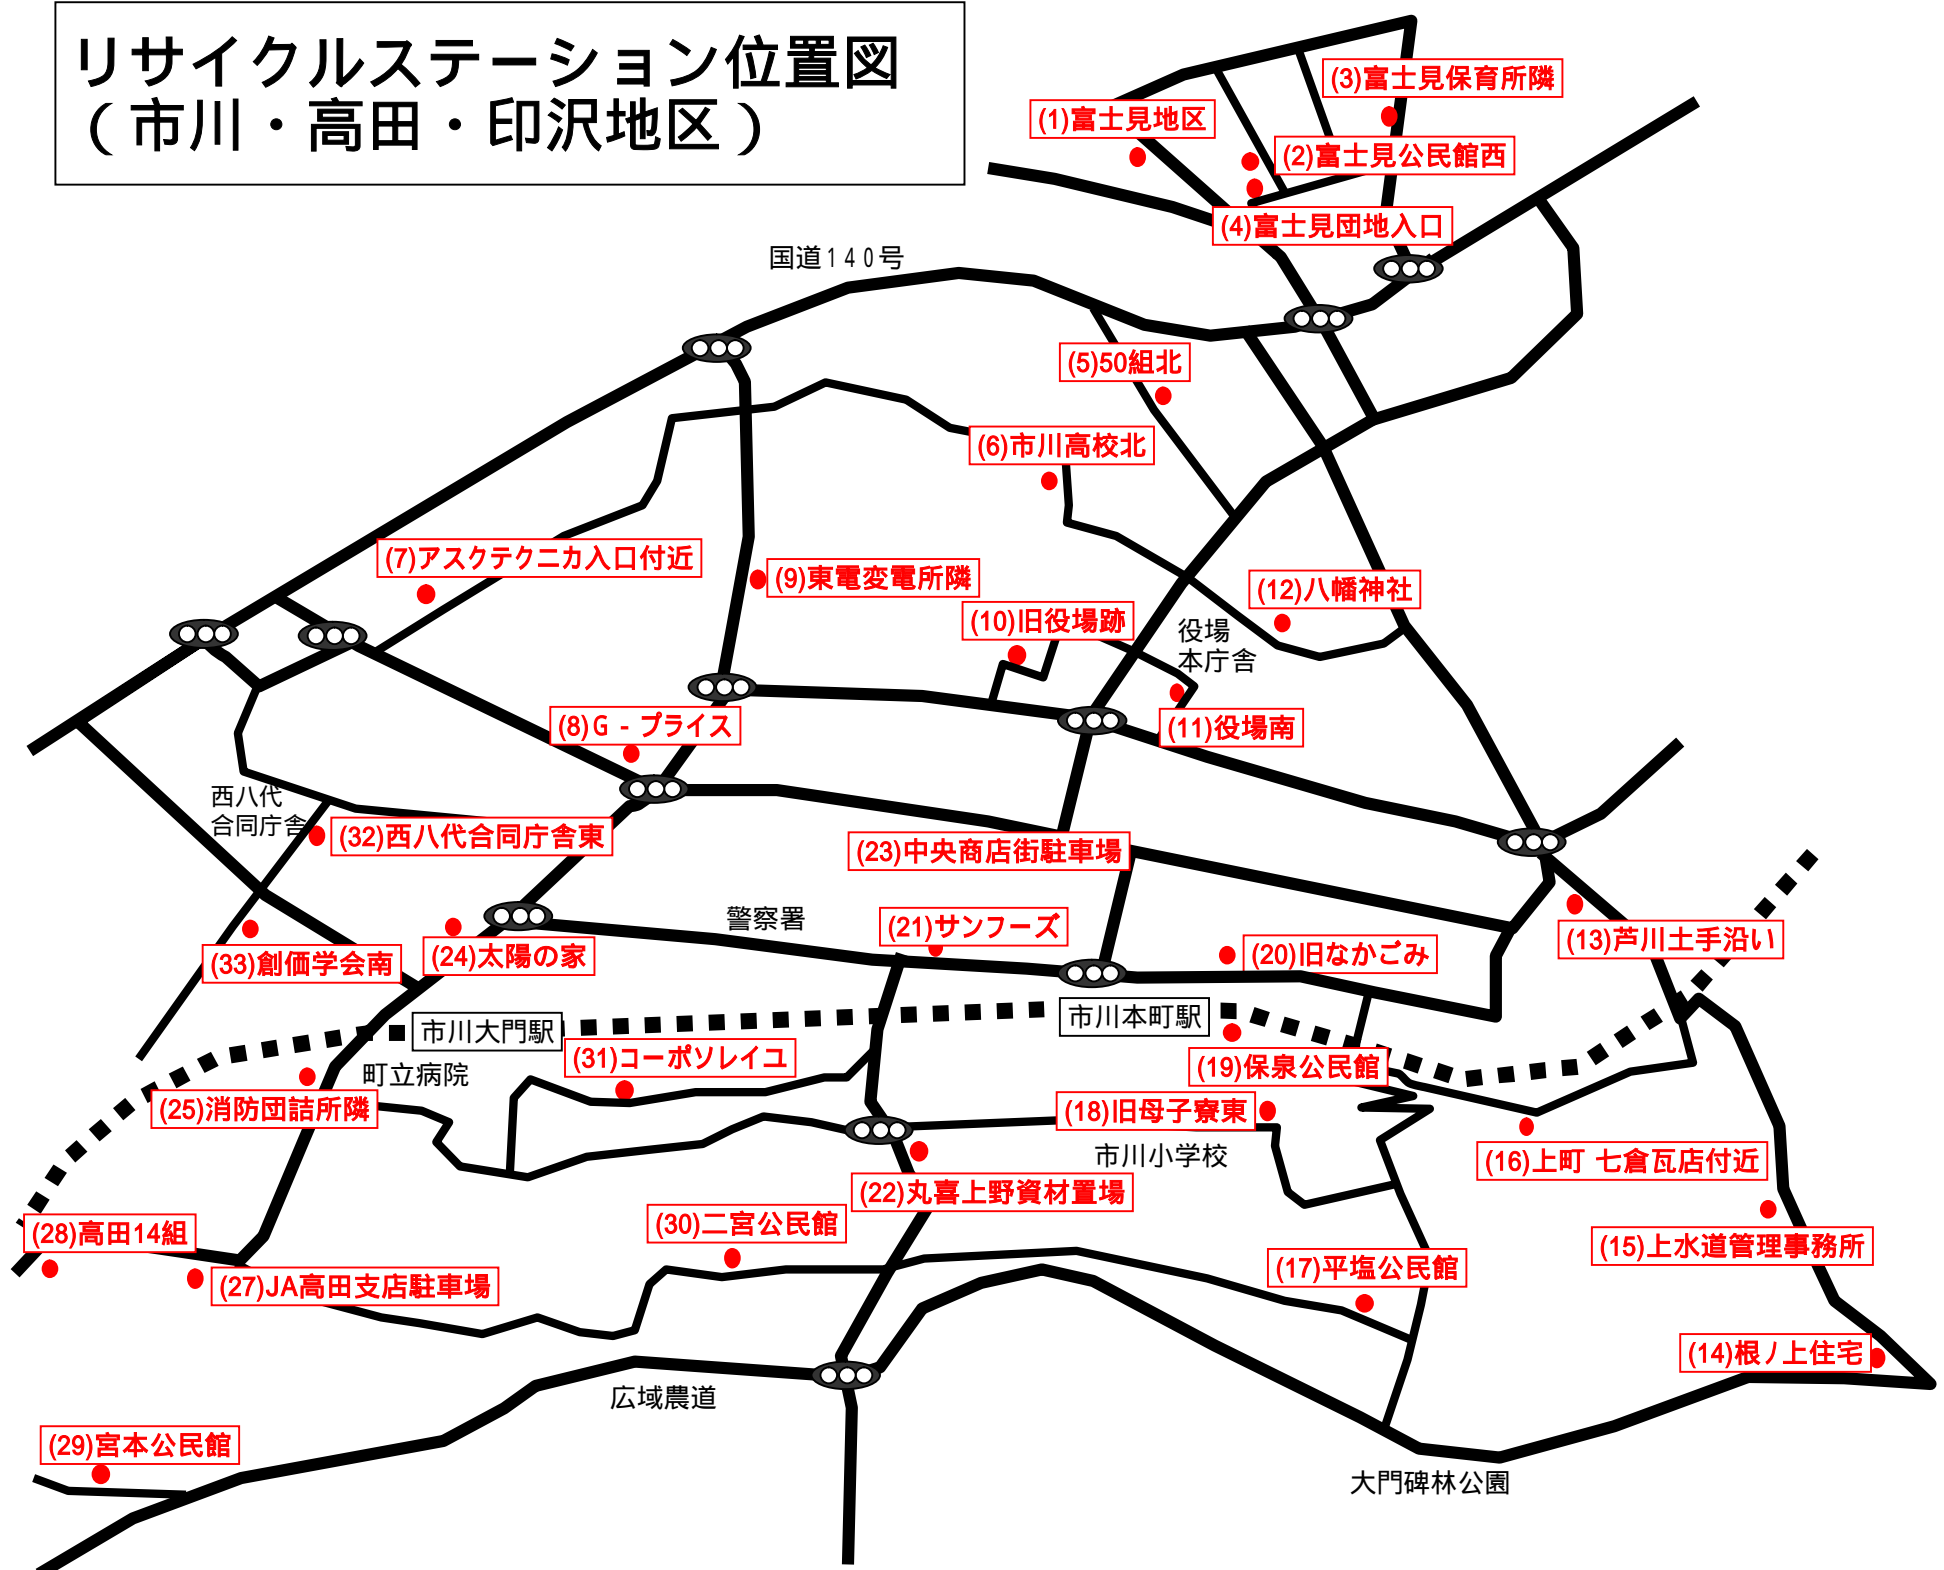 リサイクルステーション位置図
（市川・高田・印沢地区）
(3)富士見保育所隣
(1)富士見地区
(2)富士見公民館西
(4)富士見団地入口
国道140号
(5)50組北
(6)市川高校北
(7)アスクテクニカ入口付近
(9)東電変電所隣
(12)八幡神社
(10)旧役場跡
役場
本庁舎
(8)G‐プライス
(11)役場南
西八代
合同庁舎
(32)西八代合同庁舎東
(23)中央商店街駐車場
警察署
(21)サンフーズ
(13)芦川土手沿い
(33)創価学会南
(24)太陽の家
(20)旧なかごみ
市川大門駅
市川本町駅
(31)コーポソレイユ
町立病院
(19)保泉公民館
(25)消防団詰所隣
(18)旧母子寮東
市川小学校
(16)上町 七倉瓦店付近
(22)丸喜上野資材置場
(28)高田14組
(30)二宮公民館
(15)上水道管理事務所
(27)JA高田支店駐車場
(17)平塩公民館
(14)根ノ上住宅
広域農道
(29)宮本公民館
大門碑林公園